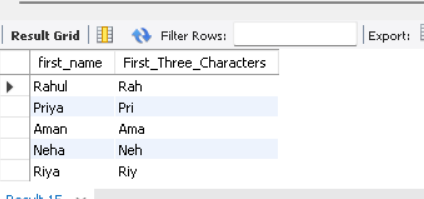 Result Grid Filter Rows: Export:
first_name First_Three_Characters
Rahul Rah
Priya Pri
Aman Ama
Neha Neh
Riya Riy